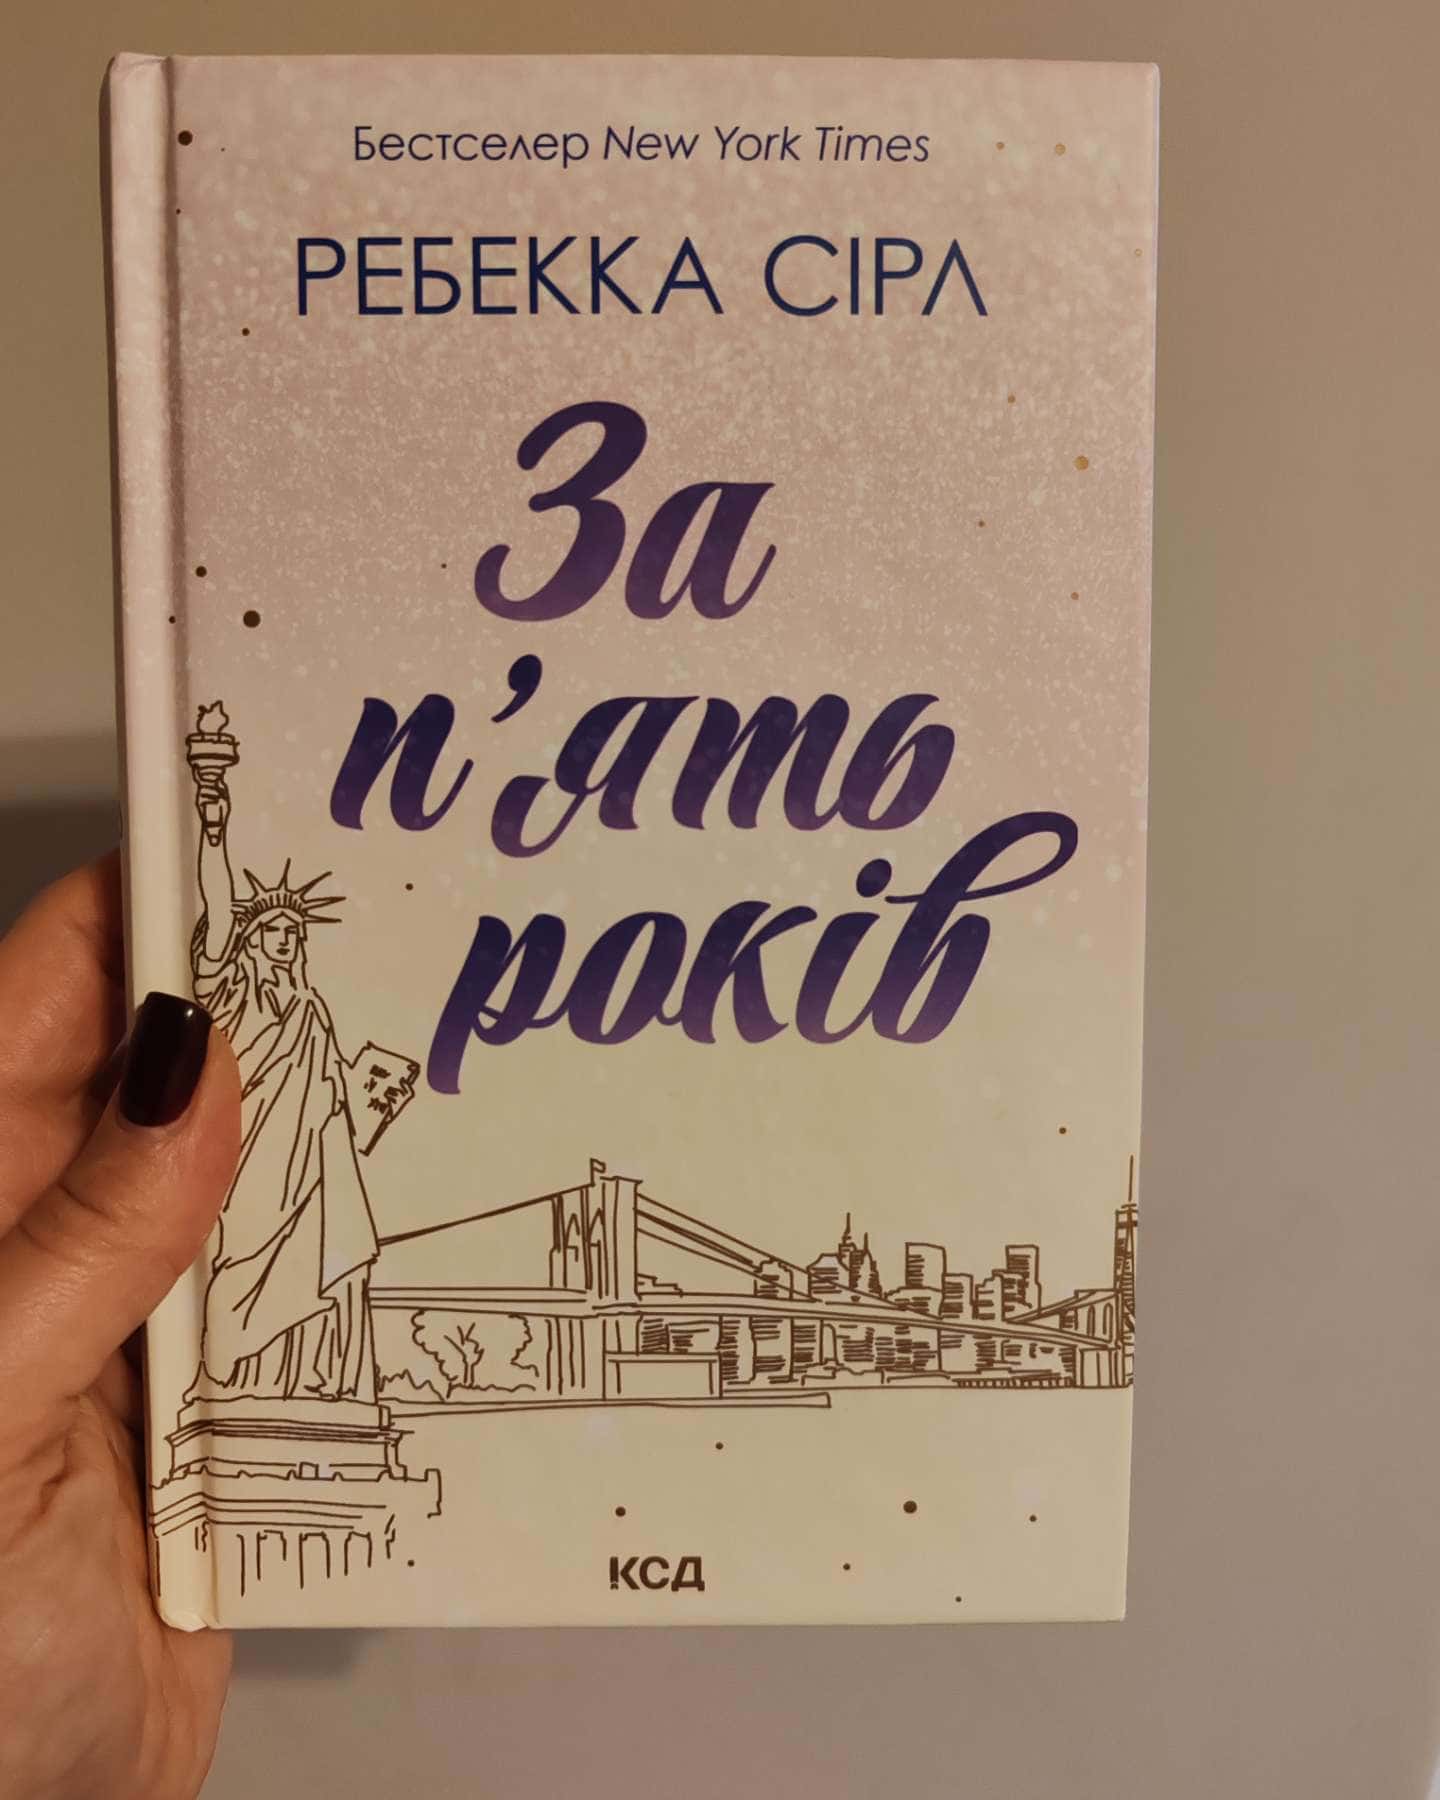 Бестселер New York Times
РЕБЕККА СІРЛ
За
п’ять
років
КСД